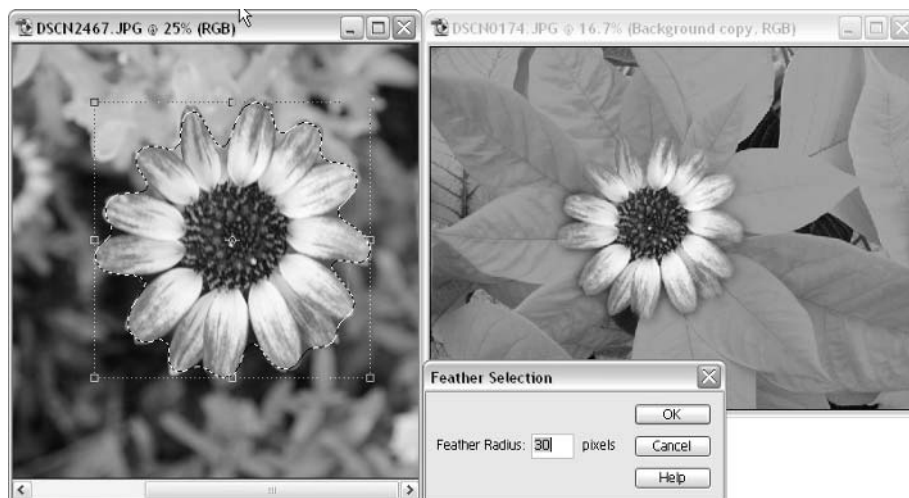 DSCN2467.JPG @ 25% (RGB)
DSCN0174.JPG @ 16.7% (Background copy, RGB)
Feather Selection
OK
Feather Radius: 30 pixels
Cancel
Help